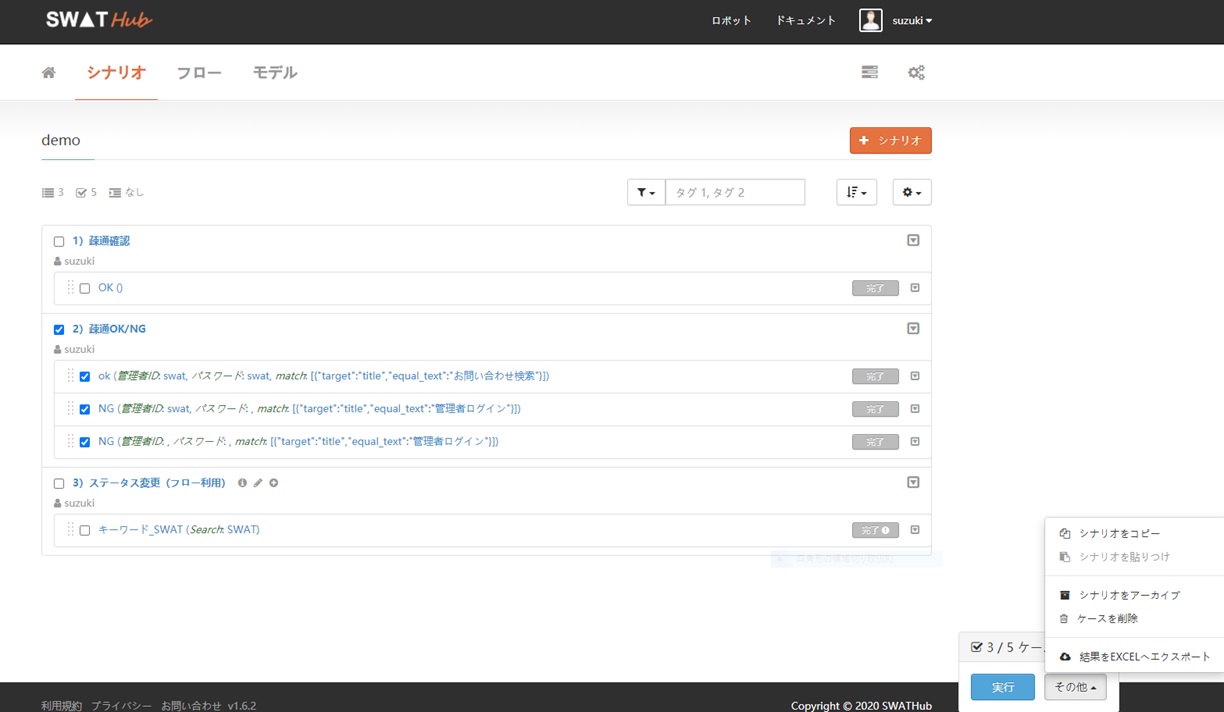 SWAT Hub
ロボット ドキュメント suzuki
シナリオ フロー モデル
demo
+ シナリオ
3 5 なし
タグ 1, タグ 2
1）疎通確認
suzuki
OK ()
完了
2）疎通OK/NG
suzuki
ok (管理者ID: swat, パスワード: swat, match: [{"target":"title","equal_text":"お問い合わせ検索"}])
完了
NG (管理者ID: swat, パスワード: , match: [{"target":"title","equal_text":"管理者ログイン"}])
完了
NG (管理者ID: , パスワード: , match: [{"target":"title","equal_text":"管理者ログイン"}])
完了
3）ステータス変更（フロー利用）
suzuki
キーワード_SWAT (Search: SWAT)
完了
シナリオをコピー
シナリオを貼りつけ
シナリオをアーカイブ
ケースを削除
結果をEXCELへエクスポート
3 / 5 ケー
実行 その他
利用規約 プライバシー お問い合わせ v1.6.2
Copyright © 2020 SWATHub